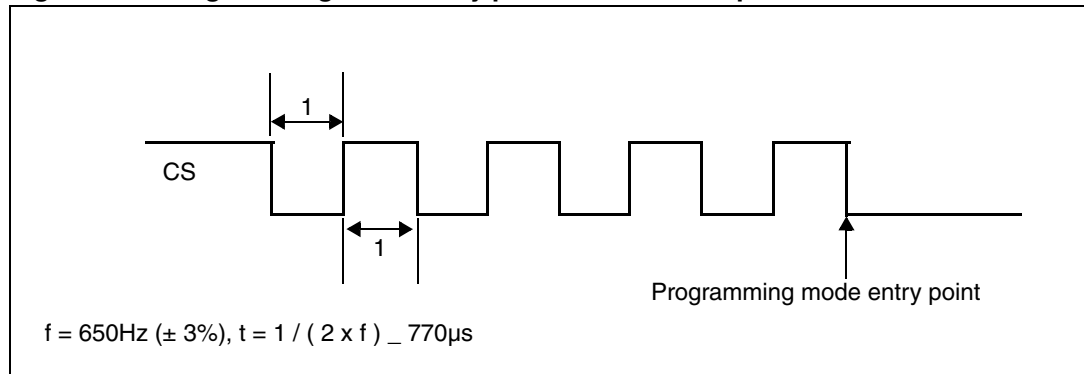 1
CS
1
Programming mode entry point
f = 650Hz (± 3%), t = 1 / ( 2 x f ) _ 770µs